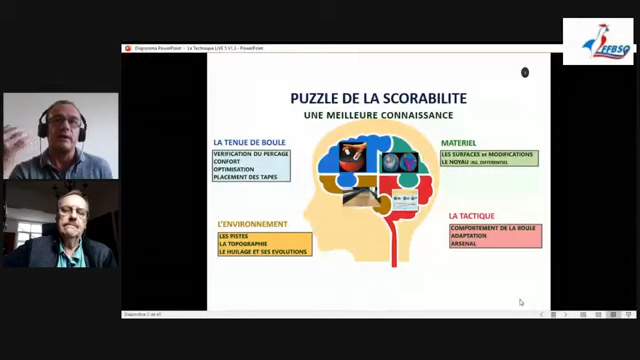 Diaporama PowerPoint - La Technique LIVE 5 V1.2 - PowerPoint
FFBSQ
PUZZLE DE LA SCORABILITE
UNE MEILLEURE CONNAISSANCE
LA TENUE DE BOULE
VERIFICATION DU PERCAGE
CONFORT
OPTIMISATION
PLACEMENT DES TAPES
MATERIEL
LES SURFACES et MODIFICATIONS
LE NOYAU (RG, DIFFERENTIEL)
L'ENVIRONNEMENT
LES PISTES
LA TOPOGRAPHIE
LE HUILAGE ET SES EVOLUTIONS
LA TACTIQUE
COMPORTEMENT DE LA BOULE
ADAPTATION
ARSENAL